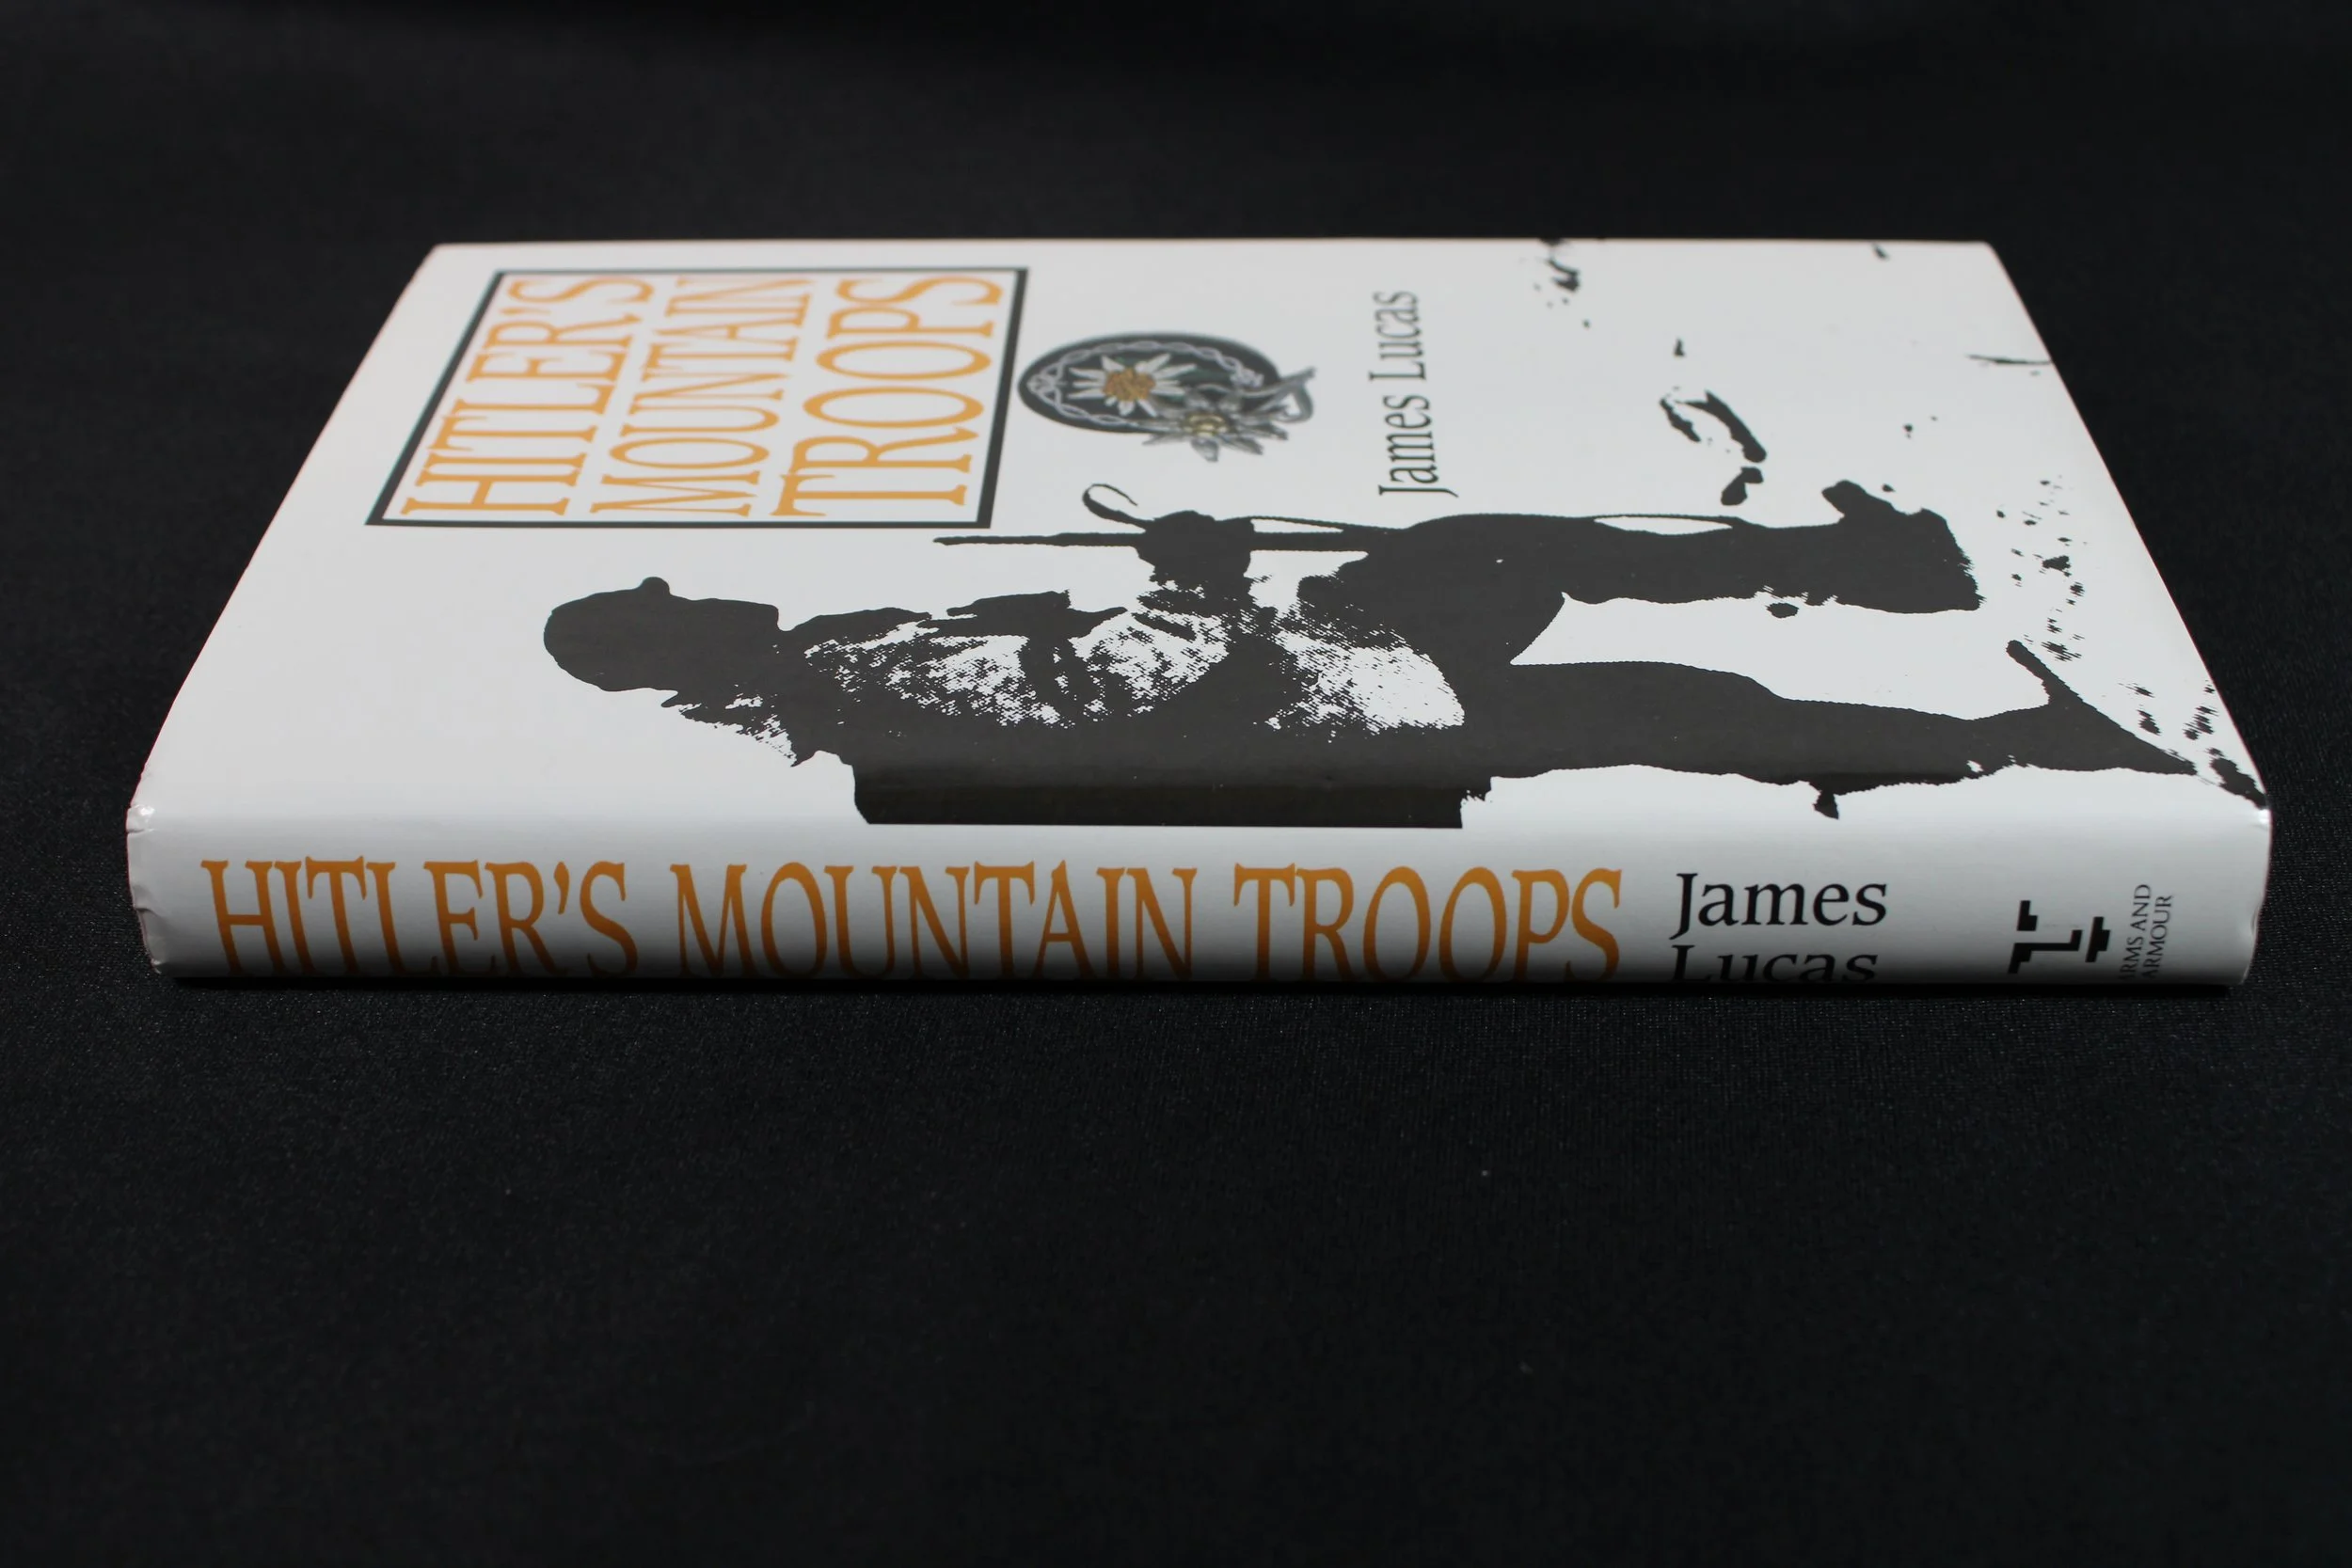 HITLER'S
MOUNTAIN
TROOPS
James Lucas
HITLER'S MOUNTAIN TROOPS
James
Lucas
ARMS AND
ARMOUR